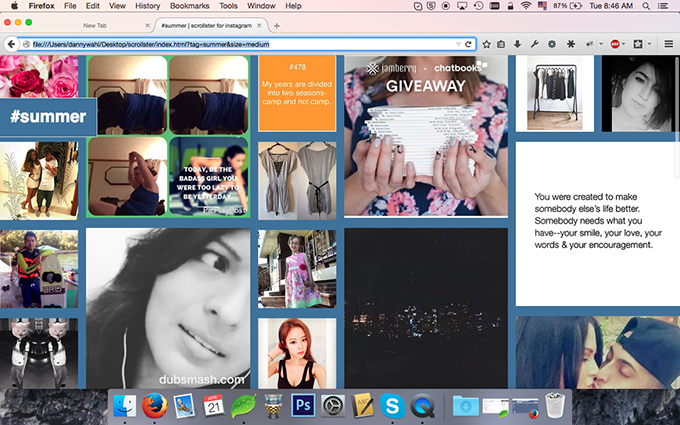 Firefox File Edit View History Bookmarks Tools Window Help
87% Tue 8:46 AM
New Tab
#summer | scrollster for instagram
file:///Users/dannywahl/Desktop/scrollster/index.html?tag=summer&size=medium
#summer
#478
My years are divided
into two seasons-
camp and not camp.
jamberry · chatbooks
GIVEAWAY
TODAY, BE THE
BADASS GIRL YOU
WERE TOO LAZY TO
BE YESTERDAY.
PicPlayPost
You were created to make
somebody else's life better.
Somebody needs what you
have--your smile, your love, your
words & your encouragement.
dubsmash.com
APR
21
Ps